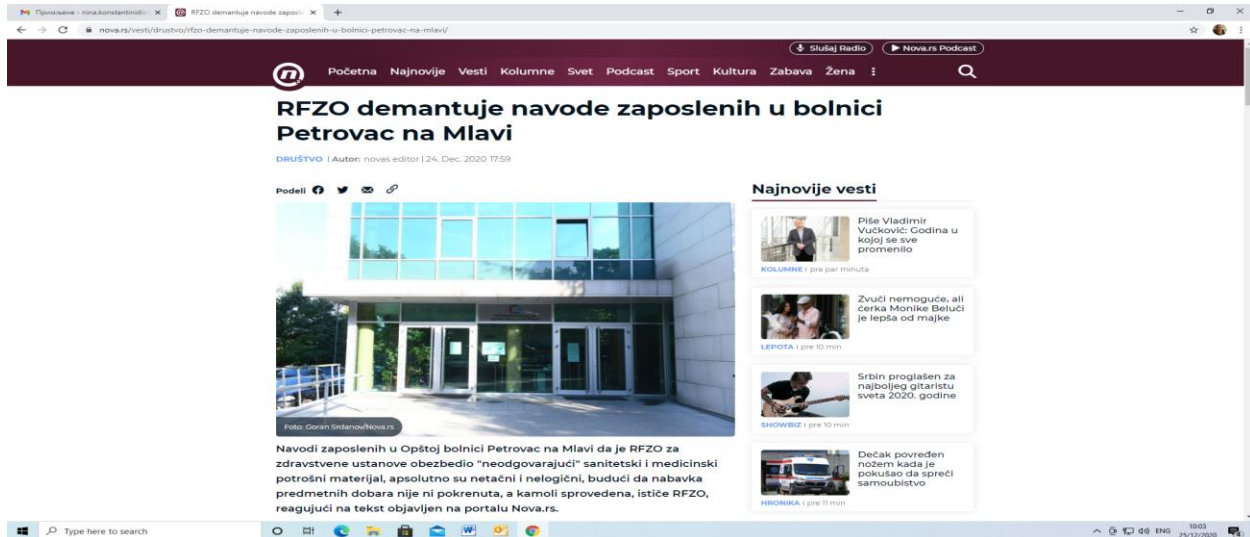 Примљене - nina.konstantinidis
RFZO demantuje navode zaposle
nova.rs/vesti/drustvo/rfzo-demantuje-navode-zaposlenih-u-bolnici-petrovac-na-mlavi/
Slušaj Radio
Nova.rs Podcast
Početna Najnovije Vesti Kolumne Svet Podcast Sport Kultura Zabava Žena
RFZO demantuje navode zaposlenih u bolnici
Petrovac na Mlavi
DRUŠTVO | Autor: novas editor | 24. Dec. 2020 17:59
Podeli
Foto: Goran Srdanov/Nova.rs
Navodi zaposlenih u Opštoj bolnici Petrovac na Mlavi da je RFZO za
zdravstvene ustanove obezbedio "neodgovarajući" sanitetski i medicinski
potrošni materijal, apsolutno su netačni i nelogični, budući da nabavka
predmetnih dobara nije ni pokrenuta, a kamoli sprovedena, ističe RFZO,
reagujući na tekst objavljen na portalu Nova.rs.
Najnovije vesti
Piše Vladimir
Vučković: Godina u
kojoj se sve
promenilo
KOLUMNE | pre par minuta
Zvuči nemoguće, ali
ćerka Monike Beluči
je lepša od majke
LEPOTA | pre 10 min
Srbin proglašen za
najboljeg gitaristu
sveta 2020. godine
SHOWBIZ | pre 10 min
Dečak povređen
nožem kada je
pokušao da spreči
samoubistvo
HRONIKA | pre 11 min
Type here to search
ENG
10:03
25/12/2020